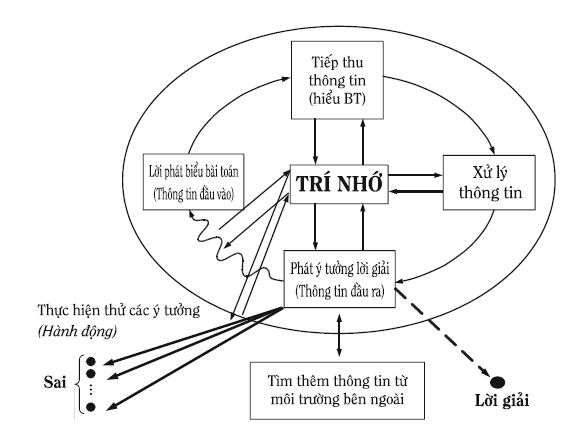 Tiếp thu
thông tin
(hiểu BT)
Lời phát biểu bài toán
(Thông tin đầu vào)
TRÍ NHỚ
Xử lý
thông tin
Phát ý tưởng lời giải
(Thông tin đầu ra)
Thực hiện thử các ý tưởng
(Hành động)
Sai
Tìm thêm thông tin từ
môi trường bên ngoài
Lời giải